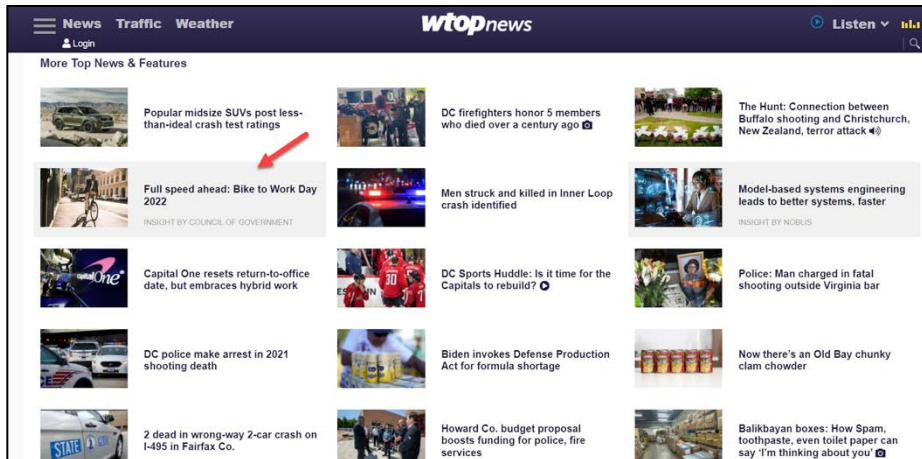 News Traffic Weather
wtopnews
Listen
Login
More Top News & Features
Popular midsize SUVs post less-
than-ideal crash test ratings
DC firefighters honor 5 members
who died over a century ago
The Hunt: Connection between
Buffalo shooting and Christchurch,
New Zealand, terror attack
Full speed ahead: Bike to Work Day
2022
INSIGHT BY COUNCIL OF GOVERNMENT
Men struck and killed in Inner Loop
crash identified
Model-based systems engineering
leads to better systems, faster
INSIGHT BY NOBLIS
Capital One
Capital One resets return-to-office
date, but embraces hybrid work
30
DC Sports Huddle: Is it time for the
Capitals to rebuild?
Police: Man charged in fatal
shooting outside Virginia bar
DC police make arrest in 2021
shooting death
Biden invokes Defense Production
Act for formula shortage
Now there's an Old Bay chunky
clam chowder
STATE
2 dead in wrong-way 2-car crash on
I-495 in Fairfax Co.
Howard Co. budget proposal
boosts funding for police, fire
services
Balikbayan boxes: How Spam,
toothpaste, even toilet paper can
say 'I'm thinking about you'